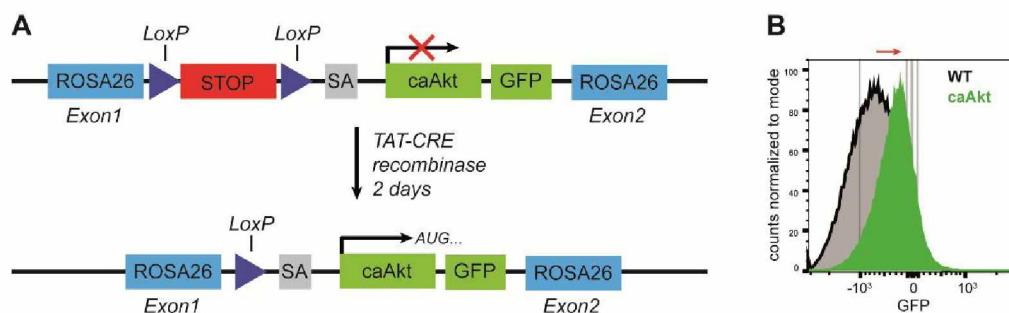 A
LoxP LoxP
ROSA26 STOP SA caAkt GFP ROSA26
Exon1 Exon2
TAT-CRE
recombinase
2 days
LoxP
AUG...
ROSA26 SA caAkt GFP ROSA26
Exon1 Exon2
B
WT
caAkt
counts normalized to mode
100
80
60
40
20
0
-10³ 0 10³
GFP